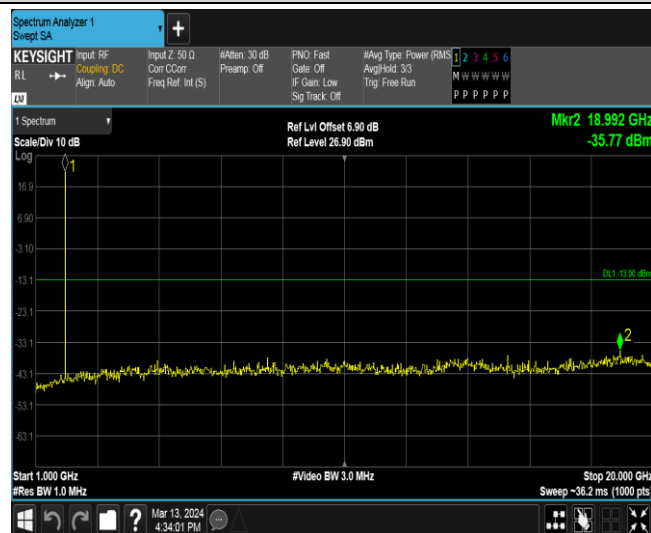 Spectrum Analyzer 1
Swept SA
+
KEYSIGHT
RL
Input: RF
Coupling: DC
Align: Auto
Input Z: 50 Ω
Corr CCorr
Freq Ref: Int (S)
#Atten: 30 dB
Preamp: Off
PNO: Fast
Gate: Off
IF Gain: Low
Sig Track: Off
#Avg Type: Power (RMS
Avg|Hold: 3/3
Trig: Free Run
1 2 3 4 5 6
M W W W W W
P P P P P P
1 Spectrum
Scale/Div 10 dB
Log
Ref Lvl Offset 6.90 dB
Ref Level 26.90 dBm
Mkr2 18.992 GHz
-35.77 dBm
1
16.9
6.90
-3.10
-13.1
DL1 -13.00 dBm
-23.1
-33.1
2
-43.1
-53.1
-63.1
Start 1.000 GHz
#Res BW 1.0 MHz
#Video BW 3.0 MHz
Stop 20.000 GHz
Sweep ~36.2 ms (1000 pts)
?
Mar 13, 2024
4:34:01 PM